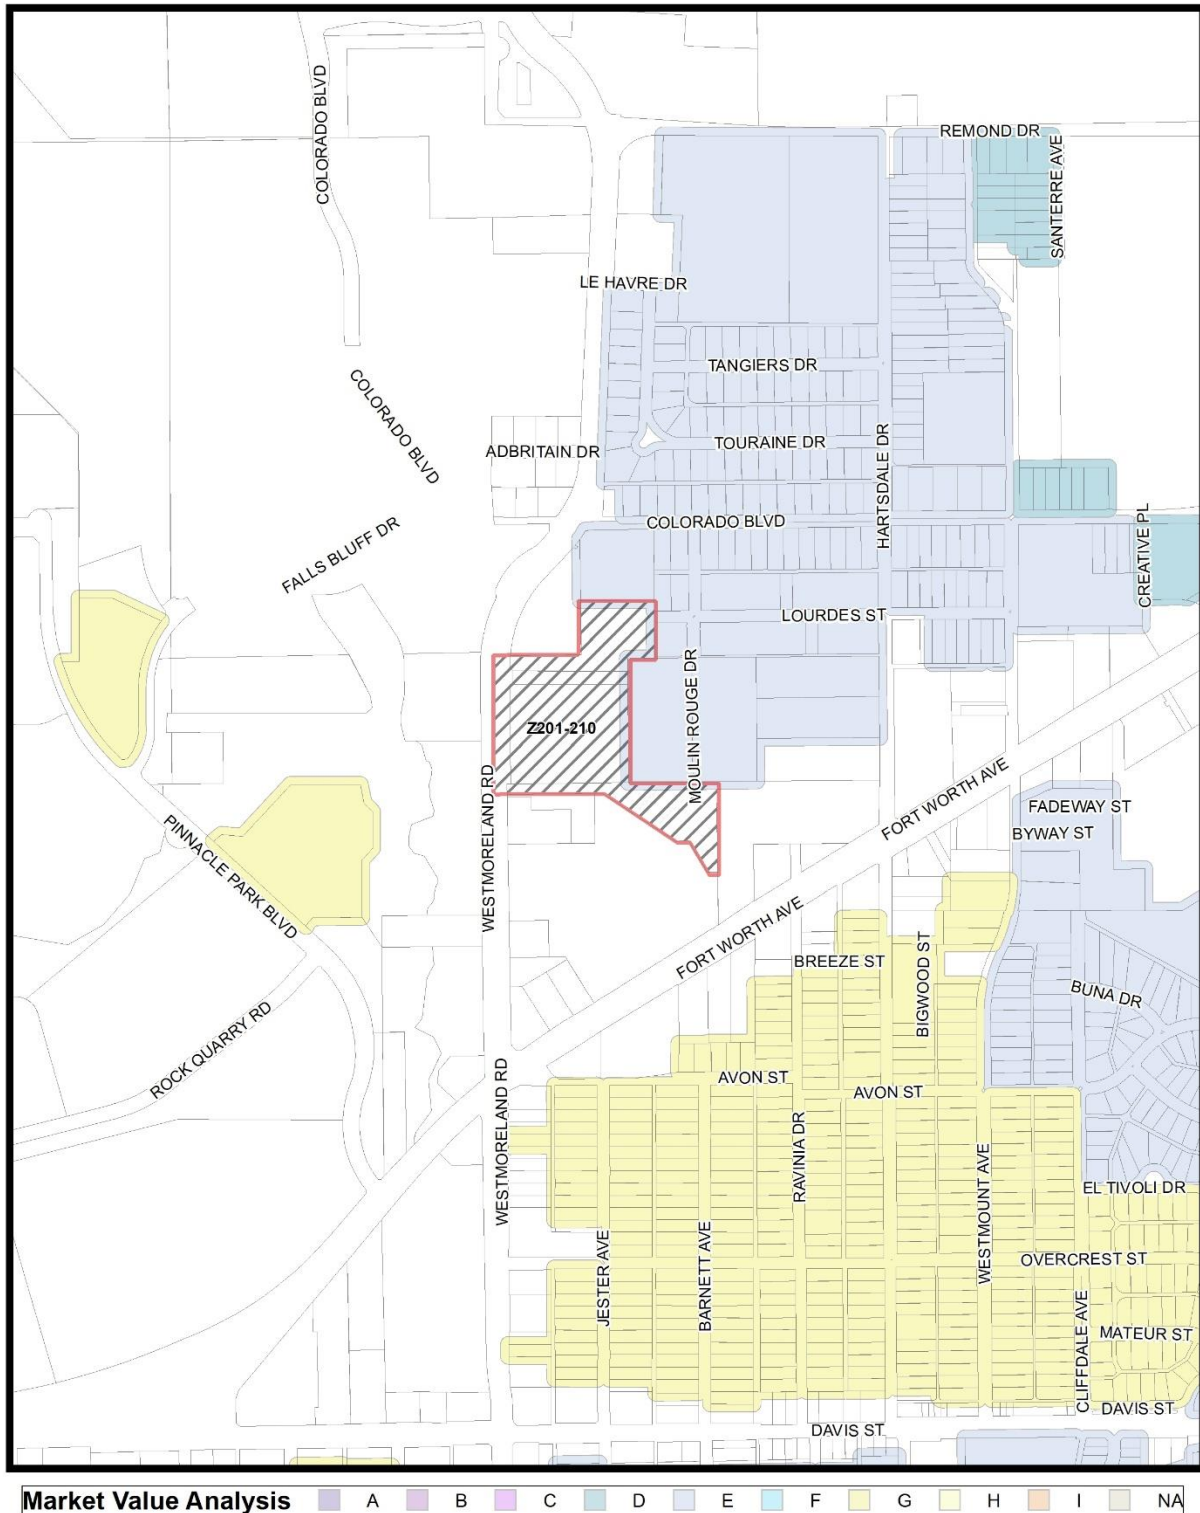 COLORADO BLVD
REMOND DR
SANTERRE AVE
LE HAVRE DR
TANGIERS DR
COLORADO BLVD
HARTSDALE DR
TOURAINE DR
ADBRITAIN DR
COLORADO BLVD
CREATIVE PL
FALLS BLUFF DR
LOURDES ST
MOULIN ROUGE DR
Z201-210
WESTMORELAND RD
FORT WORTH AVE
FADEWAY ST
BYWAY ST
PINNACLE PARK BLVD
FORT WORTH AVE
BREEZE ST
BIGWOOD ST
BUNA DR
ROCK QUARRY RD
WESTMORELAND RD
AVON ST
AVON ST
RAVINIA DR
WESTMOUNT AVE
EL TIVOLI DR
JESTER AVE
BARNETT AVE
OVERCREST ST
CLIFFDALE AVE
MATEUR ST
DAVIS ST
DAVIS ST
Market Value Analysis A B C D E F G H I NA